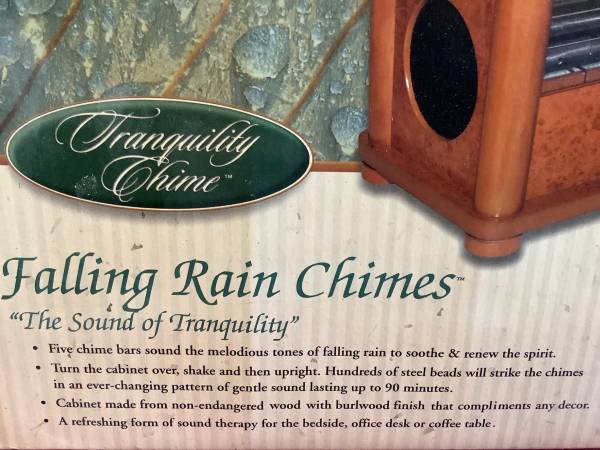 Tranquility
Chime™
Falling Rain Chimes™
"The Sound of Tranquility"
• Five chime bars sound the melodious tones of falling rain to soothe & renew the spirit.
• Turn the cabinet over, shake and then upright. Hundreds of steel beads will strike the chimes
in an ever-changing pattern of gentle sound lasting up to 90 minutes.
• Cabinet made from non-endangered wood with burlwood finish that compliments any decor.
• A refreshing form of sound therapy for the bedside, office desk or coffee table.